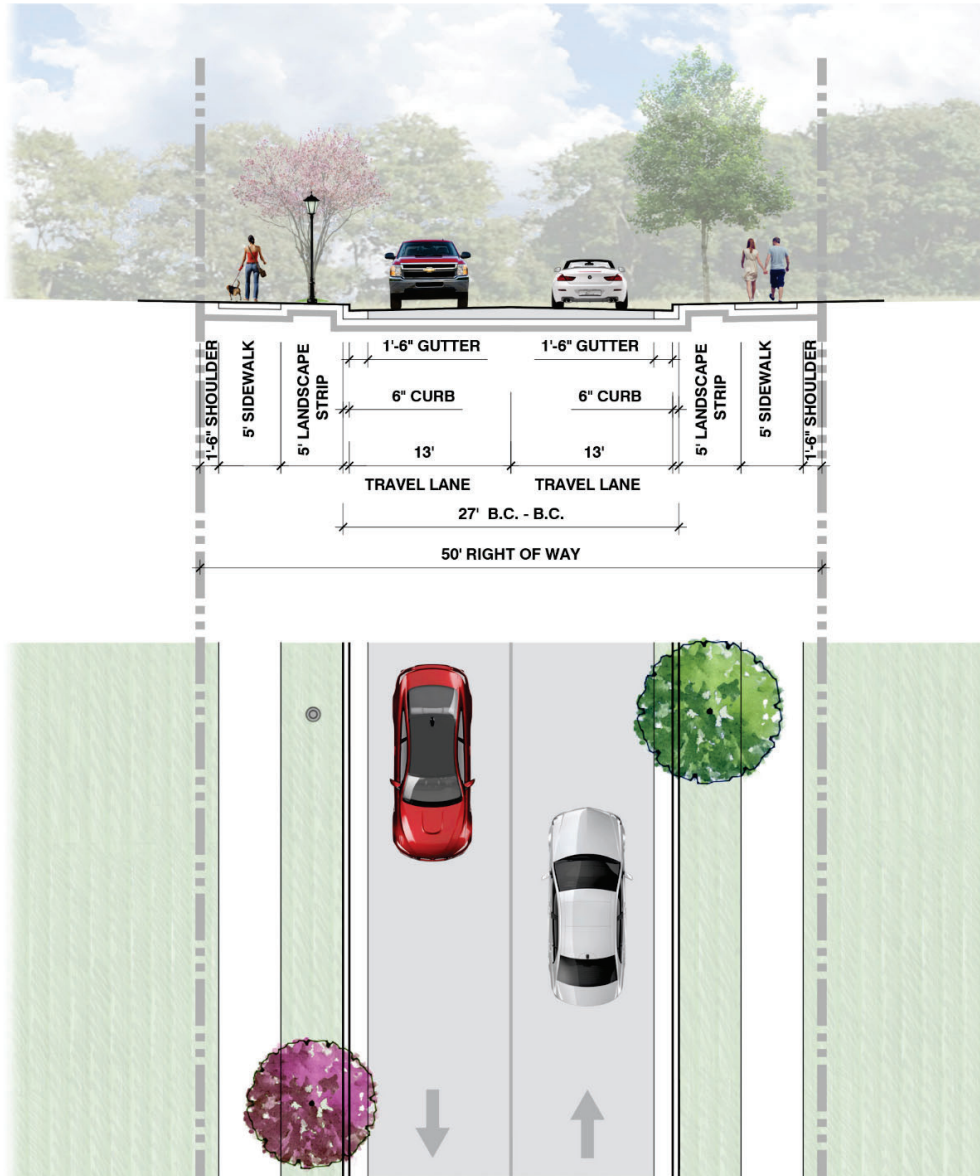 1'-6" SHOULDER
5' SIDEWALK
5' LANDSCAPE
STRIP
1'-6" GUTTER
1'-6" GUTTER
6" CURB
6" CURB
13'
13'
TRAVEL LANE
TRAVEL LANE
27' B.C. - B.C.
50' RIGHT OF WAY
5' LANDSCAPE
STRIP
5' SIDEWALK
1'-6" SHOULDER